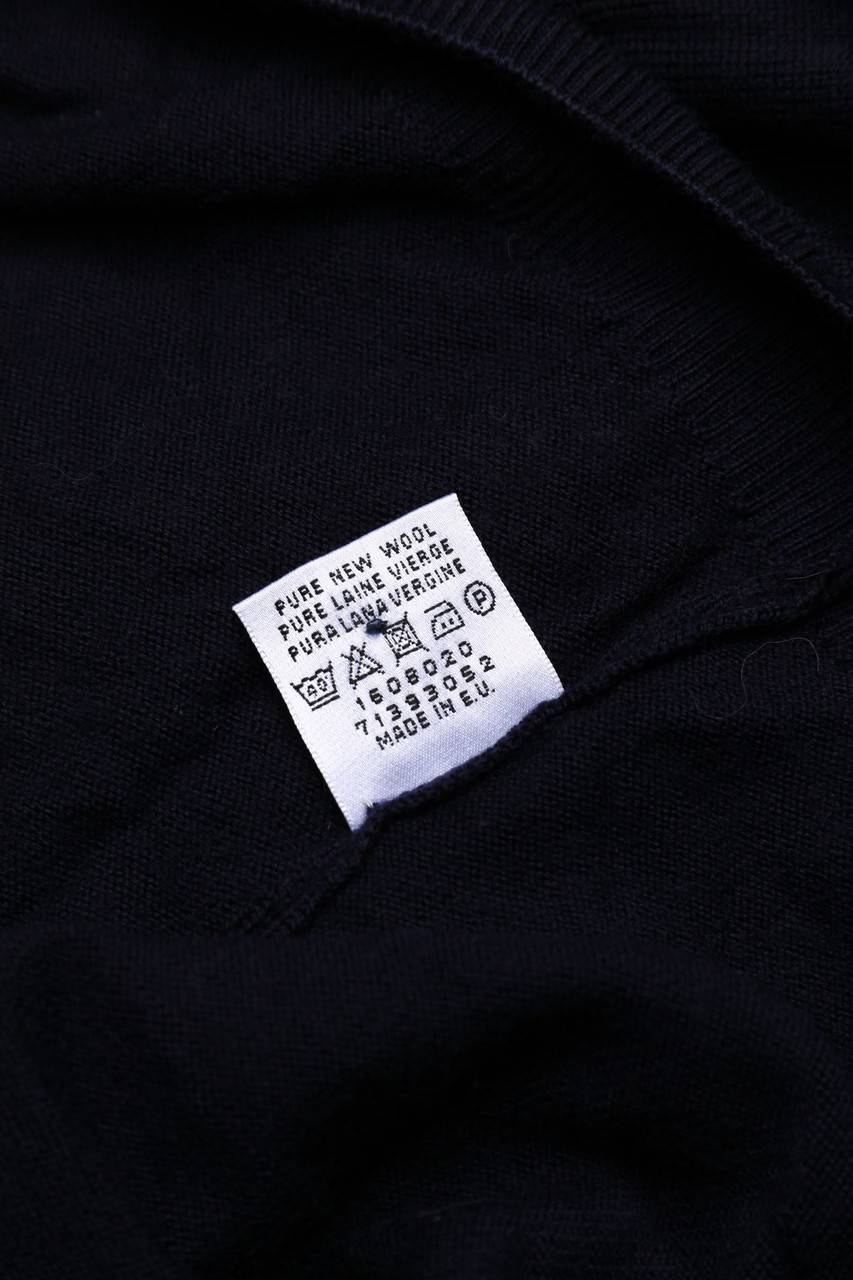 PURE NEW WOOL
PURE LAINE VIERGE
PURA LANA VERGINE
40 P
1608020
71393052
MADE IN E.U.